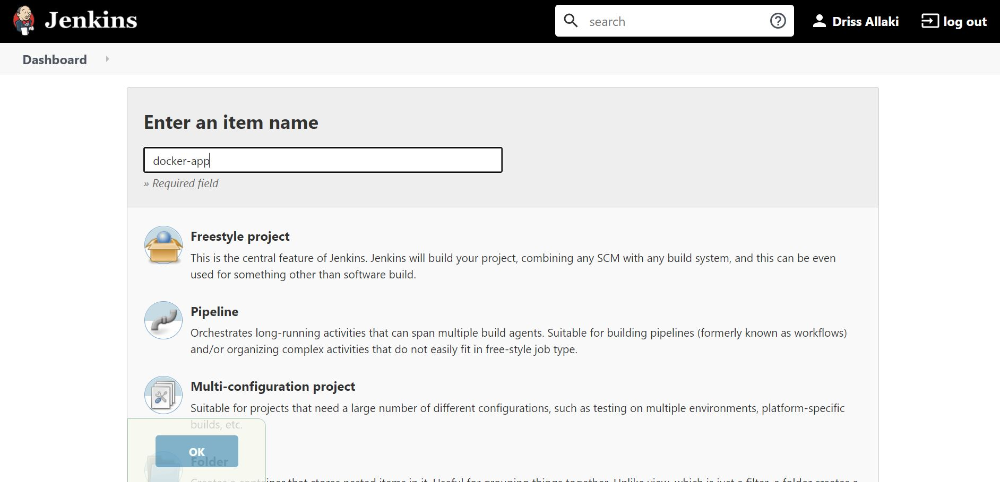 Jenkins
search
Driss Allaki
log out
Dashboard
Enter an item name
docker-app
» Required field
Freestyle project
This is the central feature of Jenkins. Jenkins will build your project, combining any SCM with any build system, and this can be even
used for something other than software build.
Pipeline
Orchestrates long-running activities that can span multiple build agents. Suitable for building pipelines (formerly known as workflows)
and/or organizing complex activities that do not easily fit in free-style job type.
Multi-configuration project
Suitable for projects that need a large number of different configurations, such as testing on multiple environments, platform-specific
builds, etc.
OK
Folder
Creates a container that stores nested items in it. Useful for grouping things together. Unlike view, which is just a filter, a folder creates a